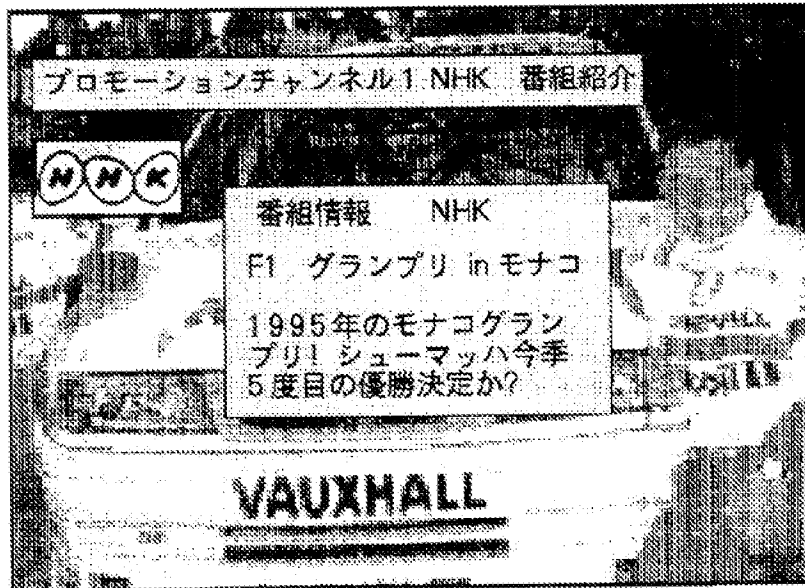 プロモーションチャンネル1 NHK 番組紹介
NHK
番組情報 NHK
F1 グランプリ in モナコ
1995年のモナコグラン
プリ! シューマッハ今季
5度目の優勝決定か?
VAUXHALL